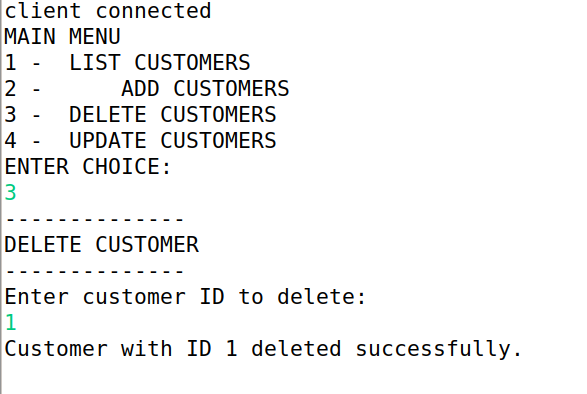 client connected
MAIN MENU
1 -  LIST CUSTOMERS
2 -      ADD CUSTOMERS
3 -  DELETE CUSTOMERS
4 -  UPDATE CUSTOMERS
ENTER CHOICE:
3
--------------
DELETE CUSTOMER
--------------
Enter customer ID to delete:
1
Customer with ID 1 deleted successfully.